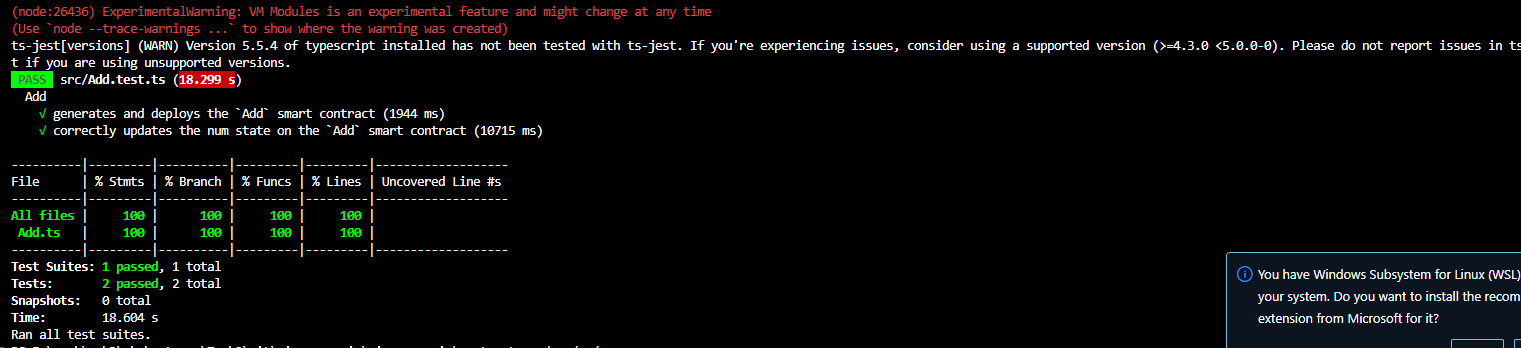 (node:26436) ExperimentalWarning: VM Modules is an experimental feature and might change at any time
(Use `node --trace-warnings ...` to show where the warning was created)
ts-jest[versions] (WARN) Version 5.5.4 of typescript installed has not been tested with ts-jest. If you're experiencing issues, consider using a supported version (>=4.3.0 <5.0.0-0). Please do not report issues in ts
t if you are using unsupported versions.
PASS src/Add.test.ts (18.299 s)
Add
√ generates and deploys the `Add` smart contract (1944 ms)
√ correctly updates the num state on the `Add` smart contract (10715 ms)
----------|---------|----------|---------|---------|-------------------
File      | % Stmts | % Branch | % Funcs | % Lines | Uncovered Line #s
----------|---------|----------|---------|---------|-------------------
All files |     100 |      100 |     100 |     100 |
 Add.ts   |     100 |      100 |     100 |     100 |
----------|---------|----------|---------|---------|-------------------
Test Suites: 1 passed, 1 total
Tests:       2 passed, 2 total
Snapshots:   0 total
Time:        18.604 s
Ran all test suites.
You have Windows Subsystem for Linux (WSL)
your system. Do you want to install the recom
extension from Microsoft for it?